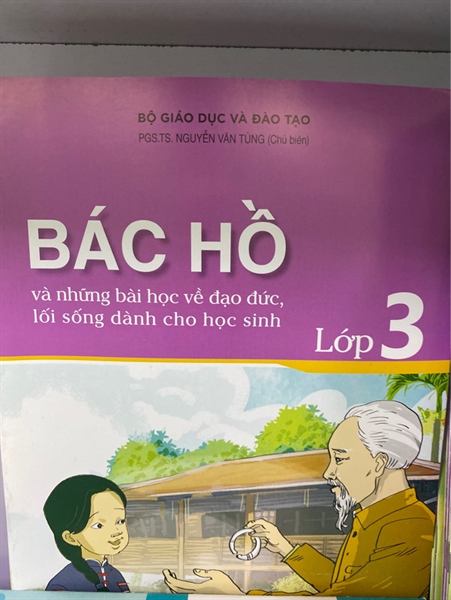 BỘ GIÁO DỤC VÀ ĐÀO TẠO
PGS.TS. NGUYỄN VĂN TÙNG (Chủ biên)
BÁC HỒ
và những bài học về đạo đức,
lối sống dành cho học sinh
Lớp 3